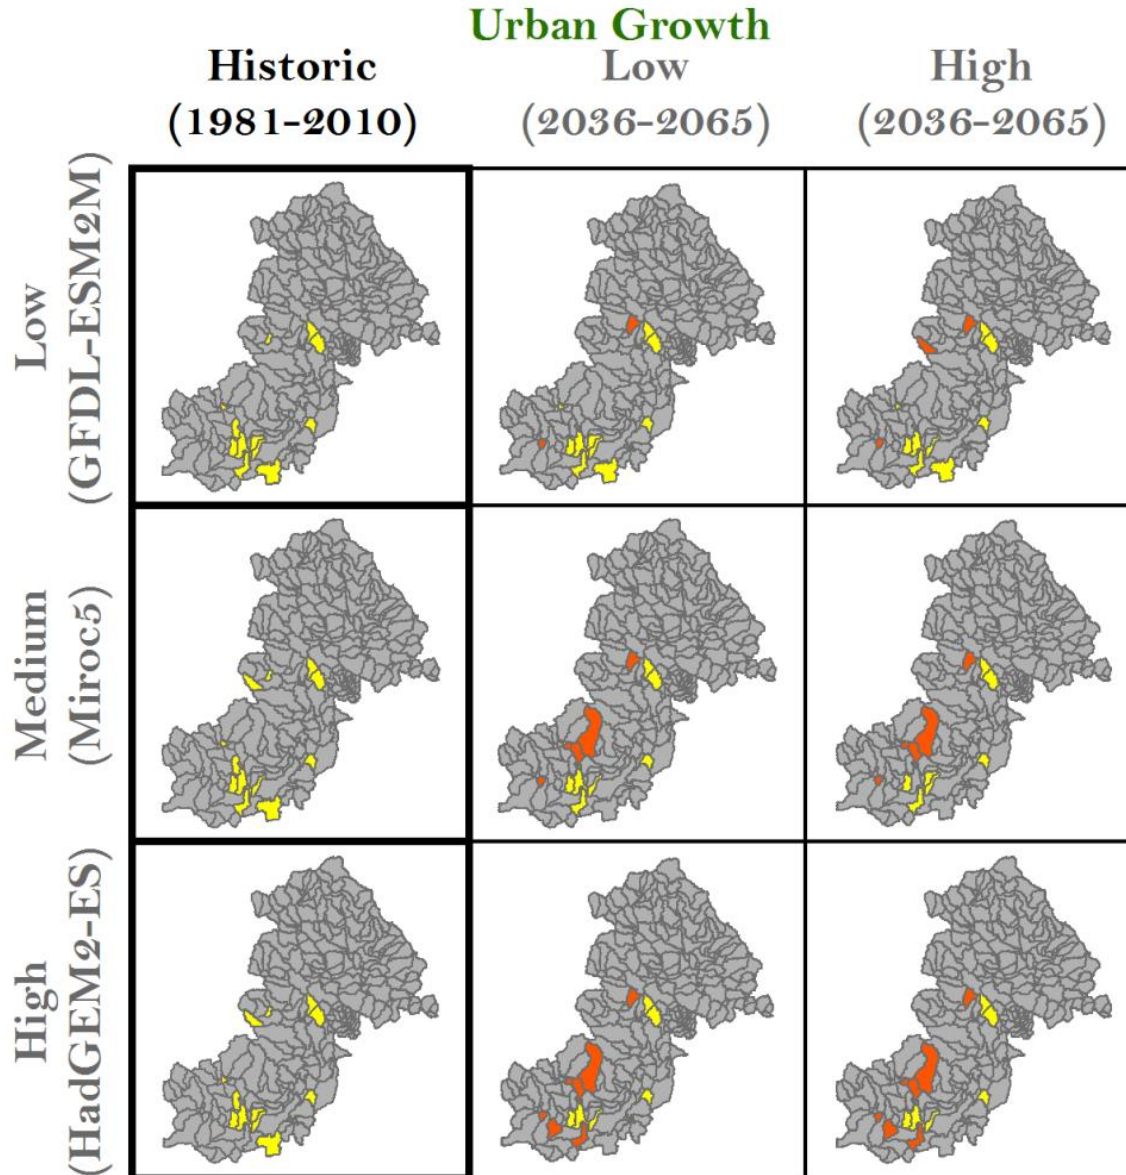 Urban Growth
Historic
(1981-2010)
Low
(2036-2065)
High
(2036-2065)
Low
(GFDL-ESM2M)
Medium
(Miroc5)
High
(HadGEM2-ES)